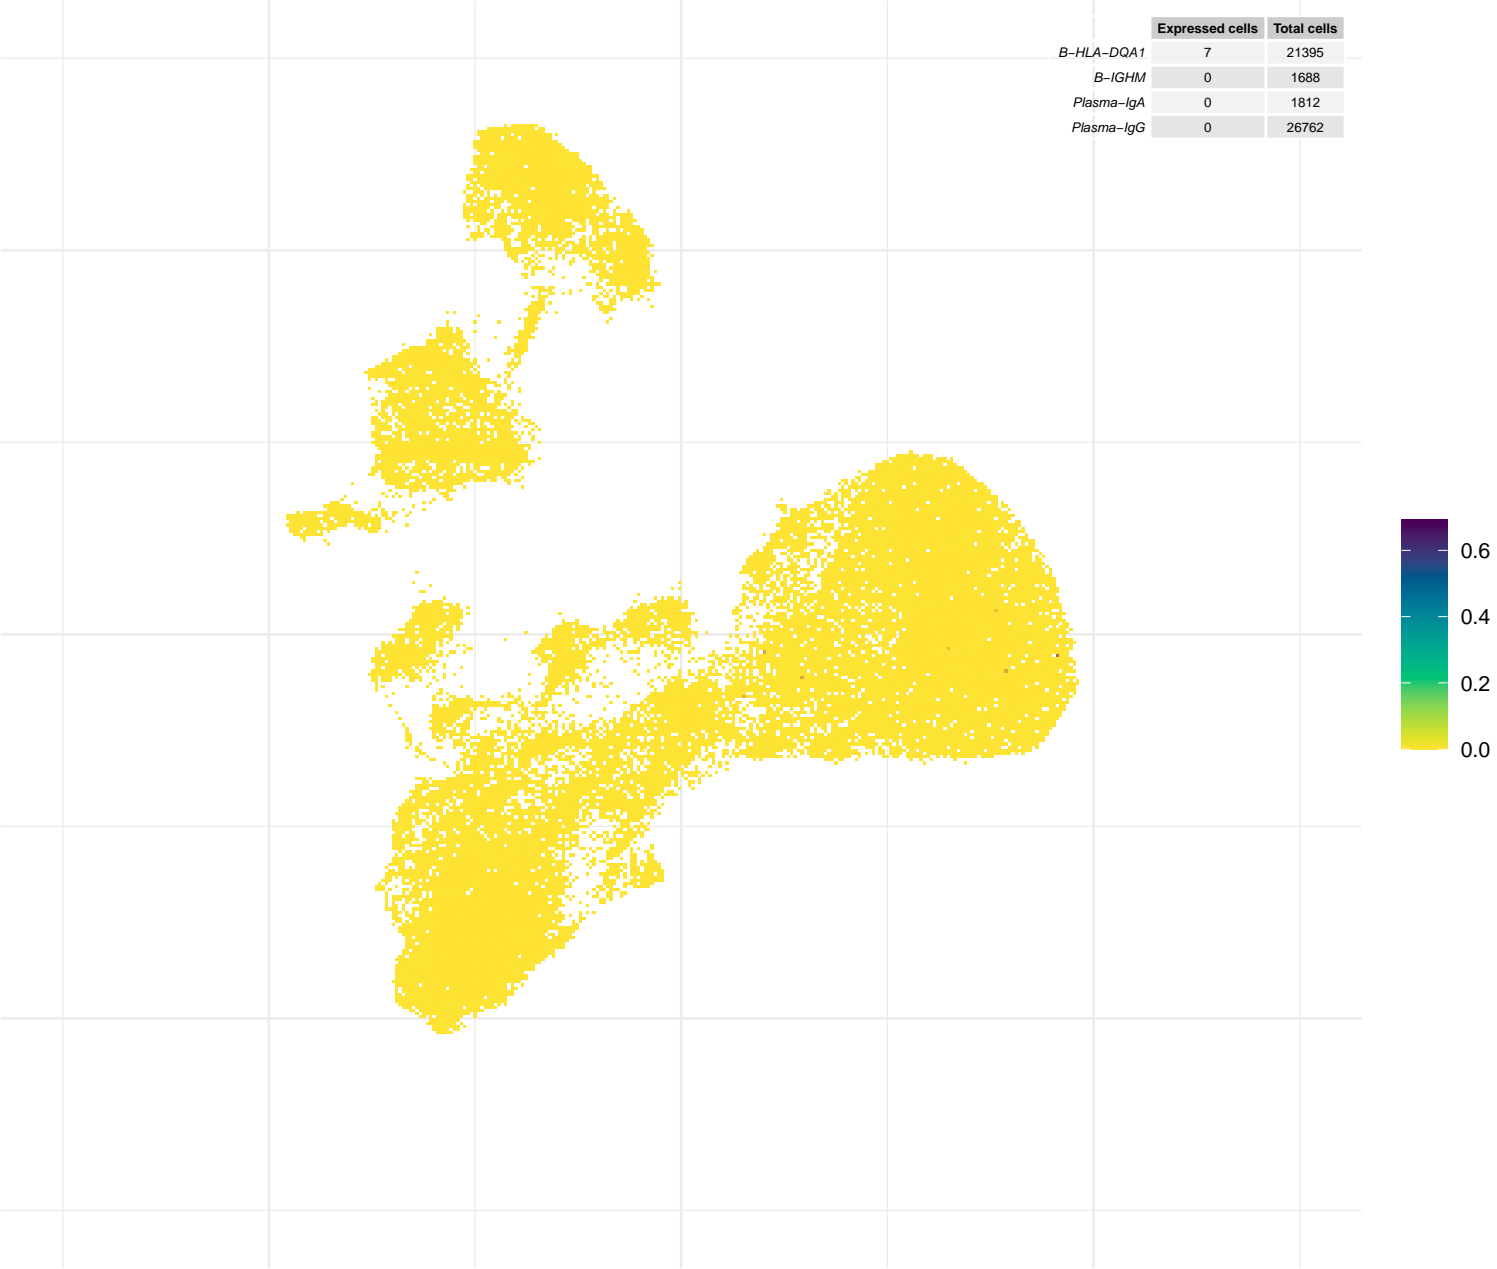 Expressed cells Total cells
B−HLA−DQA1 7 21395
B−IGHM 0 1688
Plasma−IgA 0 1812
Plasma−IgG 0 26762
0.6
0.4
0.2
0.0